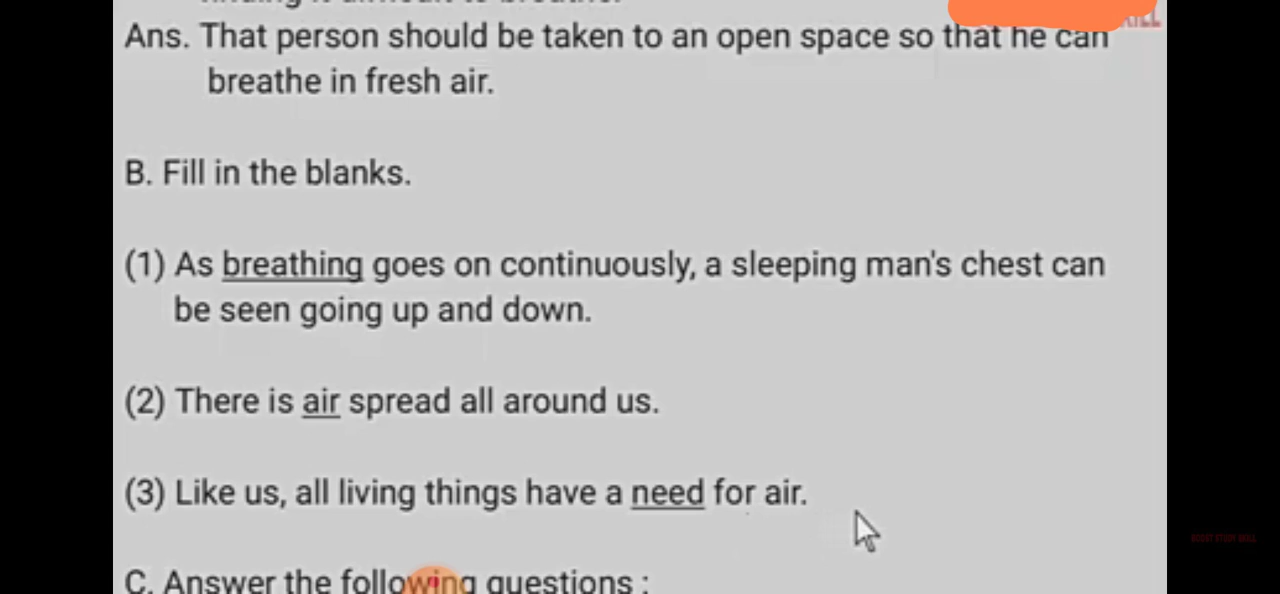 Ans. That person should be taken to an open space so that he can
breathe in fresh air.
B. Fill in the blanks.
(1) As breathing goes on continuously, a sleeping man's chest can
be seen going up and down.
(2) There is air spread all around us.
(3) Like us, all living things have a need for air.
BOOST STUDY SKILL
C. Answer the following questions :